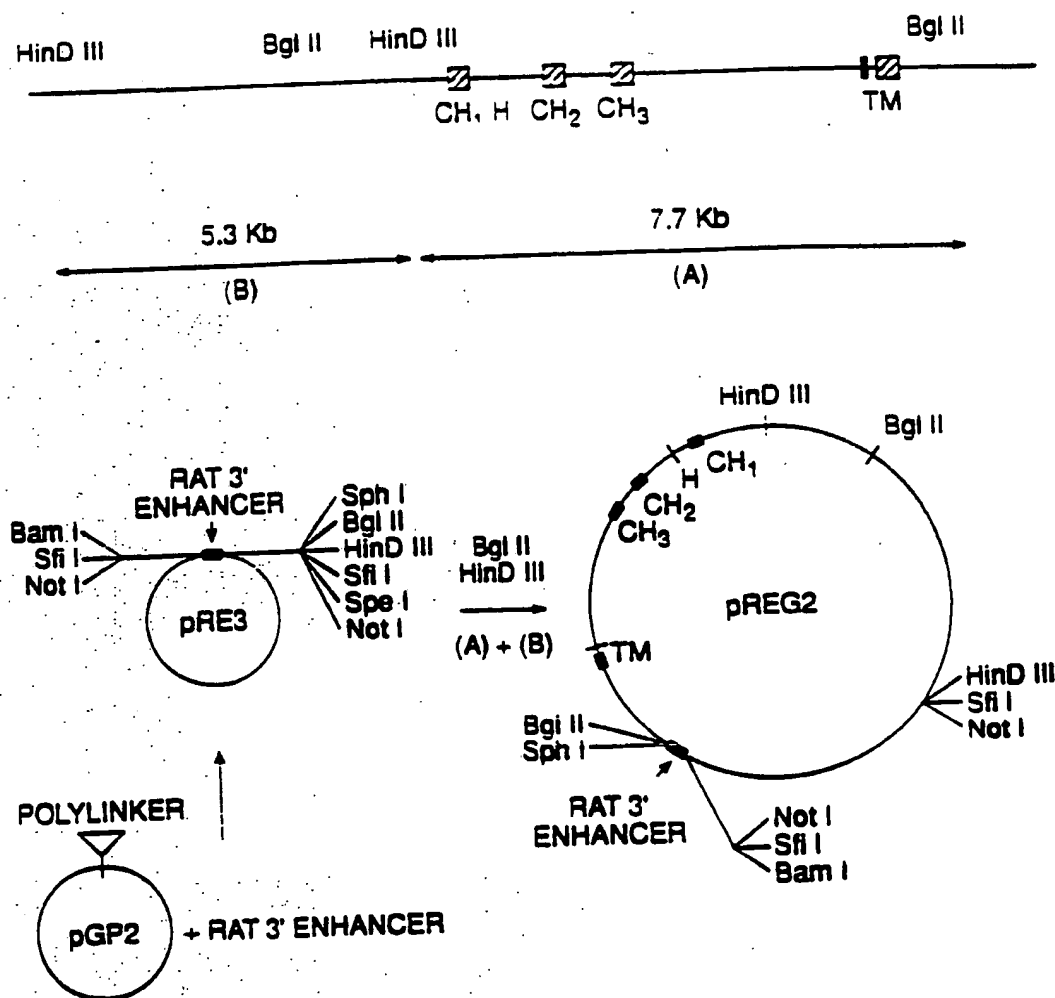 HinD III
Bgl II
HinD III
Bgl II
CH₁ H CH₂ CH₃
TM
5.3 Kb
(B)
7.7 Kb
(A)
RAT 3'
ENHANCER
Bam I
Sfi I
Not I
Sph I
Bgl II
HinD III
Sfi I
Spe I
Not I
pRE3
Bgl II
HinD III
(A) + (B)
HinD III
Bgl II
CH₁
H
CH₂
CH₃
pREG2
TM
Bgl II
Sph I
RAT 3'
ENHANCER
HinD III
Sfi I
Not I
Not I
Sfi I
Bam I
POLYLINKER
pGP2
+ RAT 3' ENHANCER